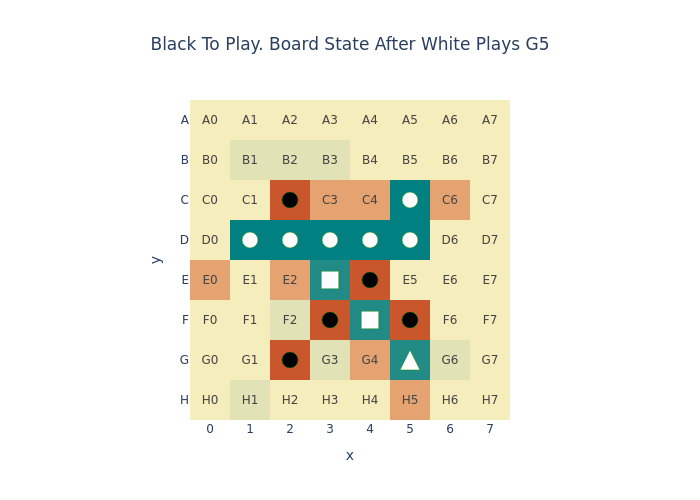 Black To Play. Board State After White Plays G5
A A0 A1 A2 A3 A4 A5 A6 A7
B B0 B1 B2 B3 B4 B5 B6 B7
C C0 C1 C3 C4 C6 C7
D D0 D6 D7
y
E E0 E1 E2 E5 E6 E7
F F0 F1 F2 F6 F7
G G0 G1 G3 G4 G6 G7
H H0 H1 H2 H3 H4 H5 H6 H7
0 1 2 3 4 5 6 7
x